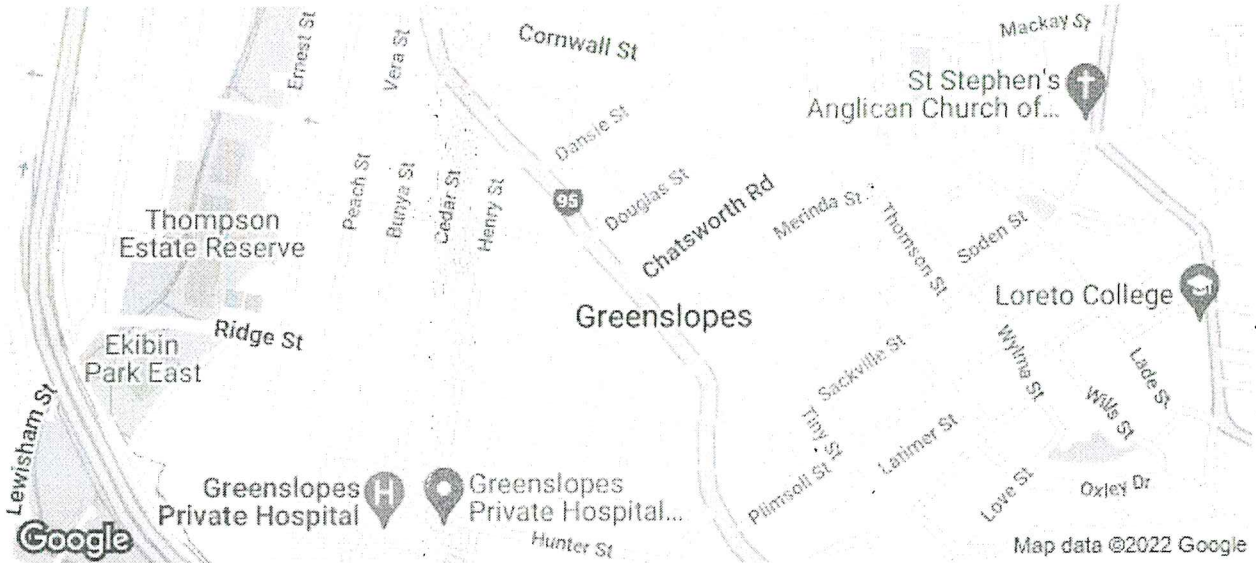 Mackay St
Ernest St
Vera St
Cornwall St
St Stephen's
Anglican Church of...
Dansie St
Peach St
Bunya St
Cedar St
Henry St
95
Douglas St
Chatsworth Rd
Merinda St
Thomson St
Soden St
Thompson
Estate Reserve
Loreto College
Greenslopes
Ridge St
Ekibin
Park East
Sackville St
Wylma St
Lade St
Wills St
Lewisham St
Tiny St
Latimer St
Plimsoll St
Love St
Oxley Dr
Greenslopes
Private Hospital
H
Greenslopes
Private Hospital...
Hunter St
Google
Map data ©2022 Google